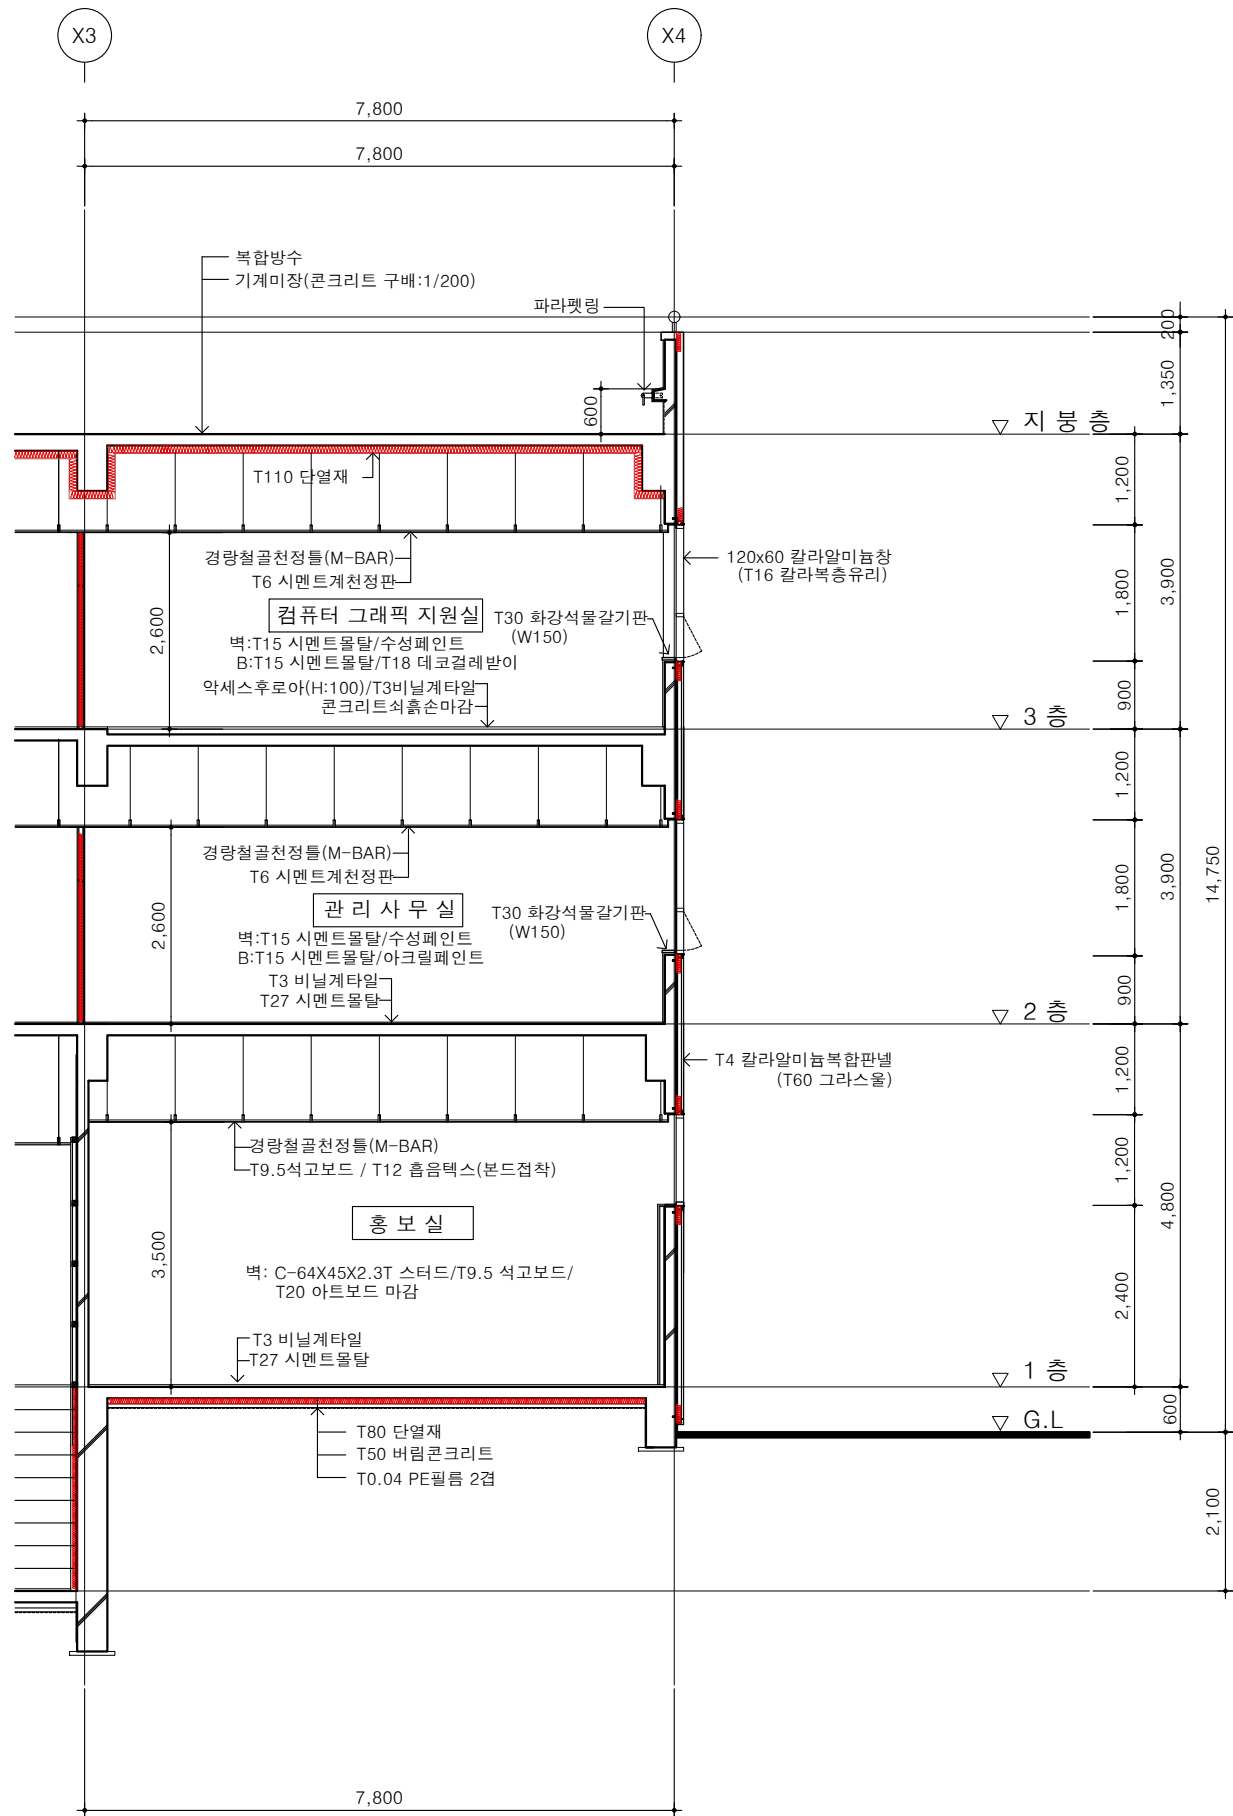 X3
X4
7,800
7,800
복합방수
기계미장(콘크리트 구배:1/200)
파라펫링
200
1,350
600
지 붕 층
T110 단열재
1,200
경랑철골천정틀(M-BAR)
T6 시멘트계천정판
120x60 칼라알미늄창
(T16 칼라복층유리)
컴퓨터 그래픽 지원실
T30 화강석물갈기판
(W150)
2,600
1,800
3,900
벽:T15 시멘트몰탈/수성페인트
B:T15 시멘트몰탈/T18 데코걸레받이
악세스후로아(H:100)/T3비닐계타일
콘크리트쇠흙손마감
900
3 층
1,200
경랑철골천정틀(M-BAR)
T6 시멘트계천정판
관 리 사 무 실
T30 화강석물갈기판
(W150)
2,600
1,800
3,900
14,750
벽:T15 시멘트몰탈/수성페인트
B:T15 시멘트몰탈/아크릴페인트
T3 비닐계타일
T27 시멘트몰탈
900
2 층
T4 칼라알미늄복합판넬
(T60 그라스울)
1,200
경랑철골천정틀(M-BAR)
T9.5석고보드 / T12 흡음텍스(본드접착)
1,200
홍 보 실
3,500
4,800
벽: C-64X45X2.3T 스터드/T9.5 석고보드/
T20 아트보드 마감
2,400
T3 비닐계타일
T27 시멘트몰탈
1 층
600
G.L
T80 단열재
T50 버림콘크리트
T0.04 PE필름 2겹
2,100
7,800